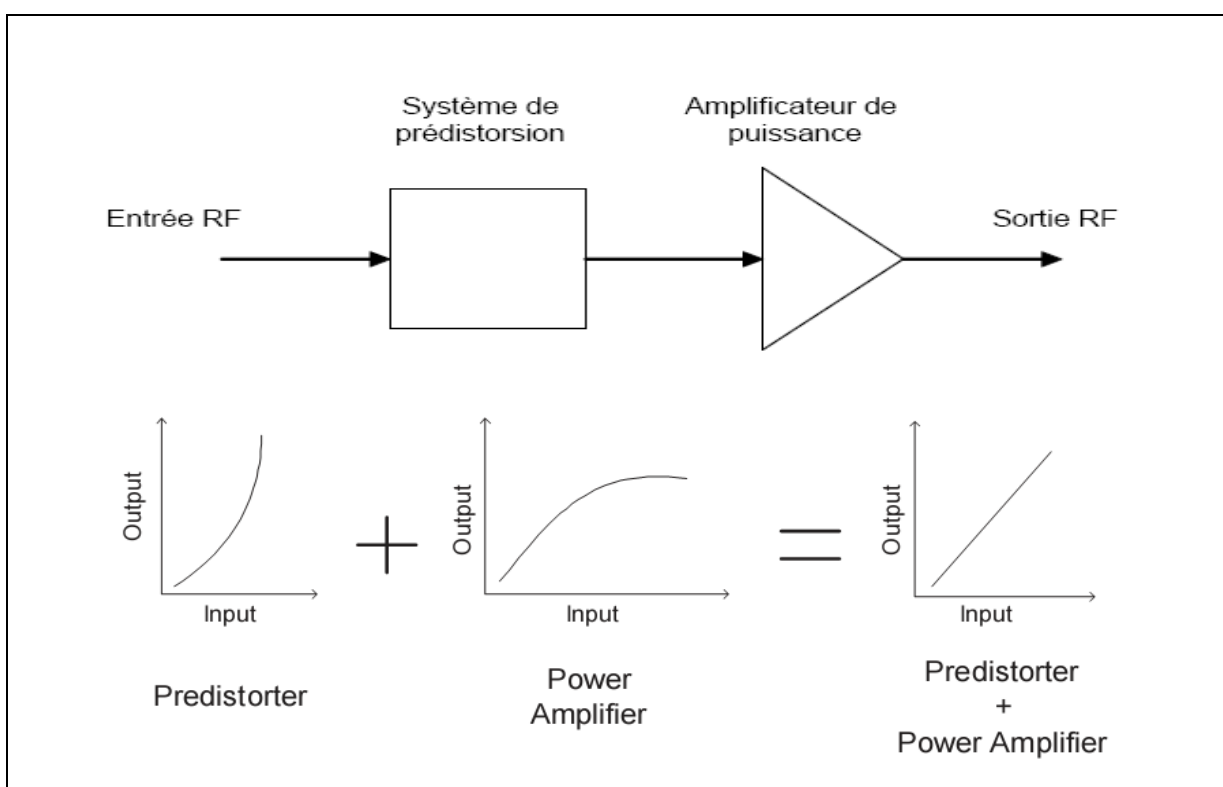 Système de
prédistorsion
Amplificateur de
puissance
Entrée RF
Sortie RF
Output
Input
+
Output
Input
=
Output
Input
Predistorter
Power
Amplifier
Predistorter
+
Power Amplifier